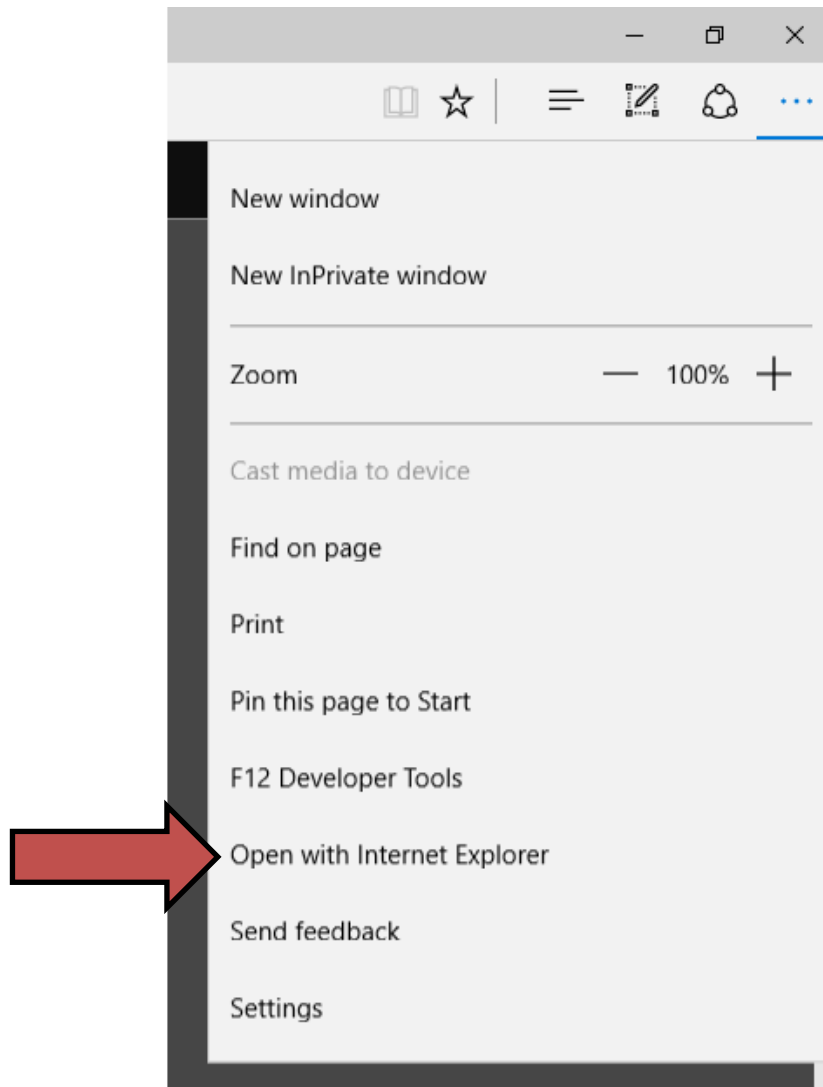 New window
New InPrivate window
Zoom 100%
Cast media to device
Find on page
Print
Pin this page to Start
F12 Developer Tools
Open with Internet Explorer
Send feedback
Settings